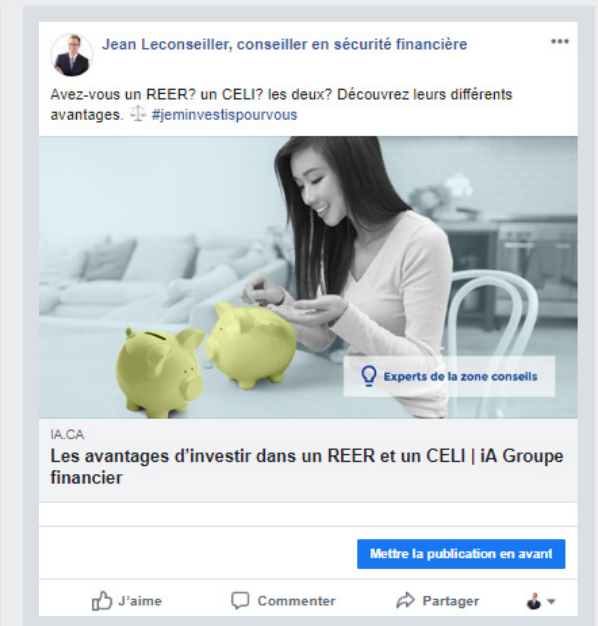 Jean Leconseiller, conseiller en sécurité financière
Avez-vous un REER? un CELI? les deux? Découvrez leurs différents
avantages. #jeminvestispourvous
Experts de la zone conseils
IA.CA
Les avantages d'investir dans un REER et un CELI | iA Groupe
financier
Mettre la publication en avant
J'aime Commenter Partager